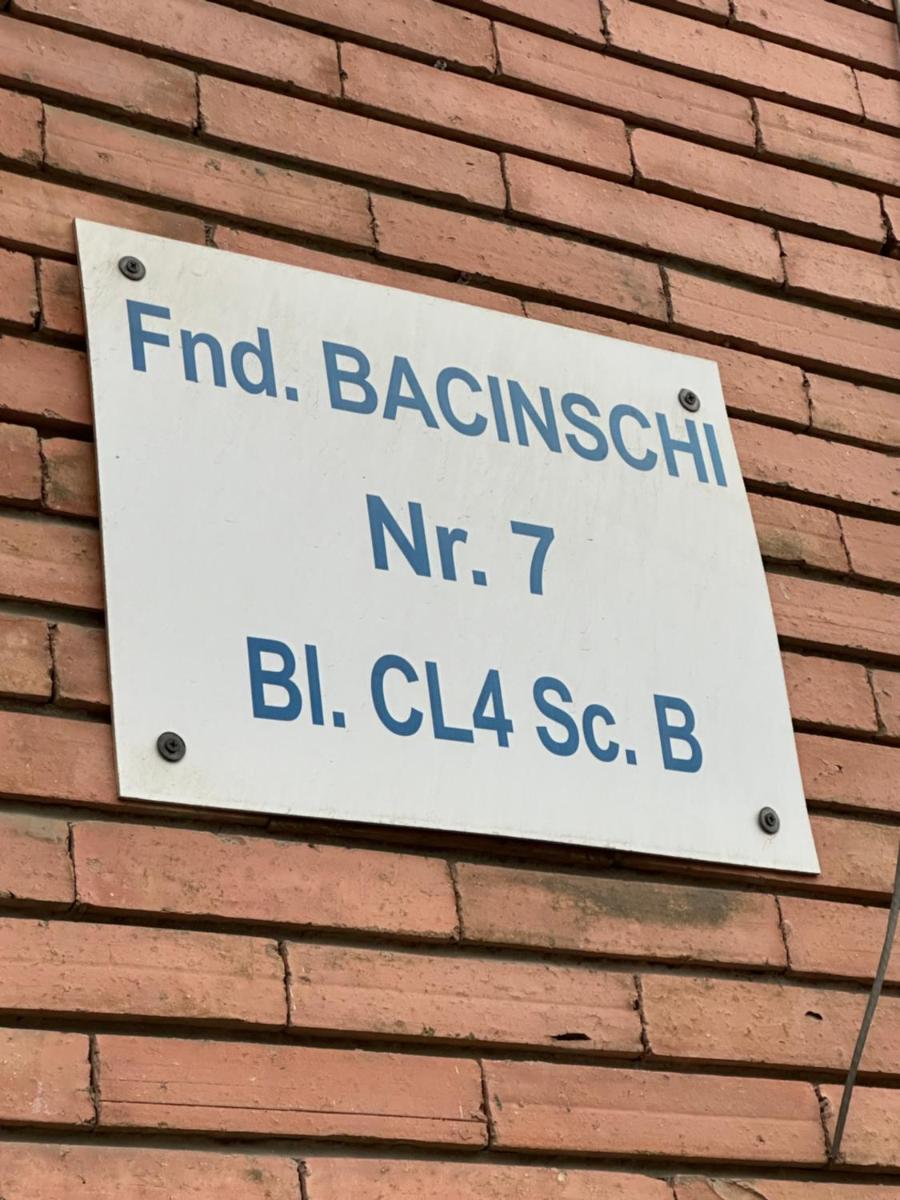 Fnd. BACINSCHI
Nr. 7
Bl. CL4 Sc. B